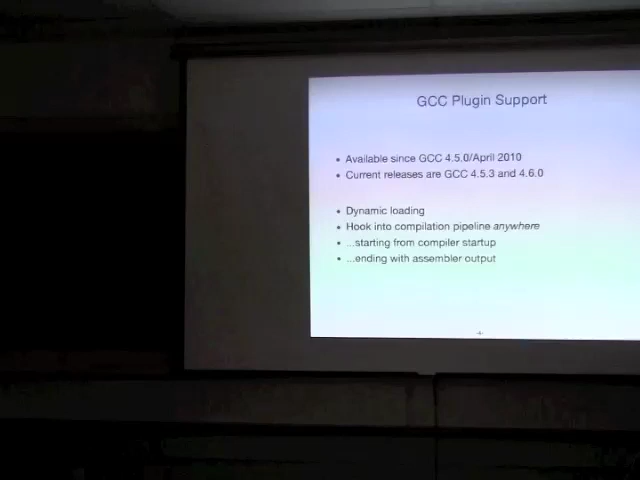 GCC Plugin Support
• Available since GCC 4.5.0/April 2010
• Current releases are GCC 4.5.3 and 4.6.0
• Dynamic loading
• Hook into compilation pipeline anywhere
• ...starting from compiler startup
• ...ending with assembler output